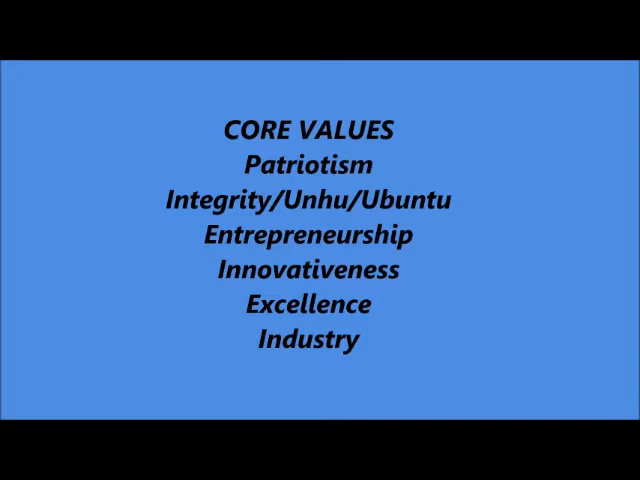 CORE VALUES
Patriotism
Integrity/Unhu/Ubuntu
Entrepreneurship
Innovativeness
Excellence
Industry